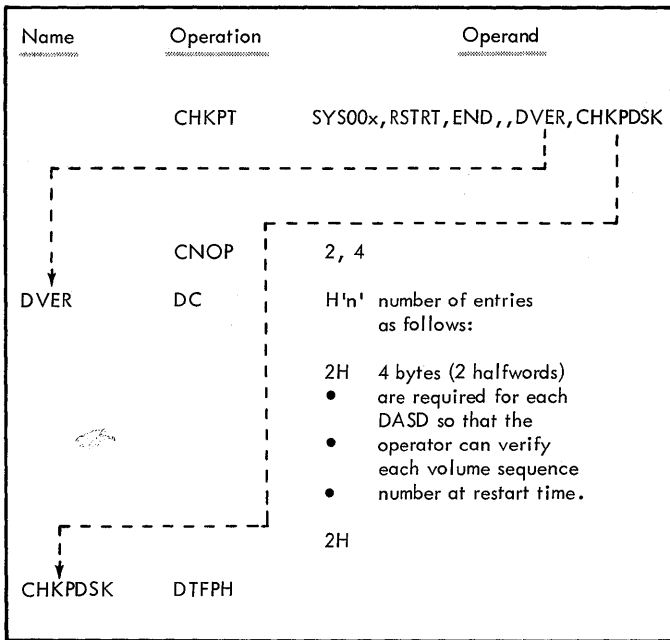 Name Operation Operand
CHKPT SYS00x,RSTRT,END,,DVER,CHKPDSK
CNOP 2, 4
DVER DC H'n' number of entries
as follows:
2H 4 bytes (2 halfwords)
• are required for each
DASD so that the
• operator can verify
each volume sequence
• number at restart time.
2H
CHKPDSK DTFPH